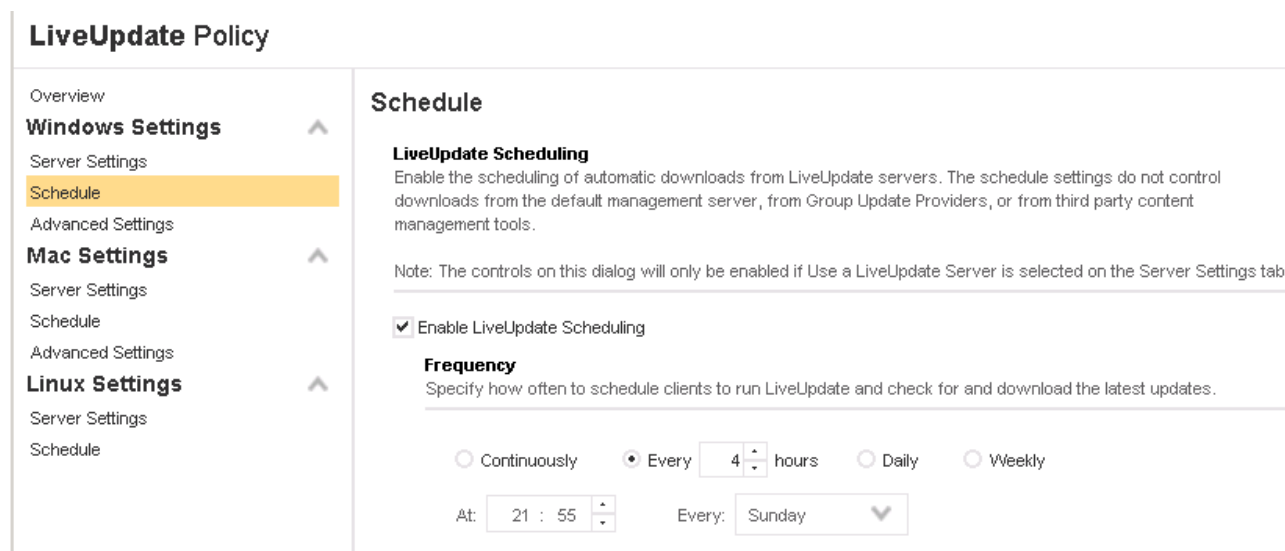 LiveUpdate Policy
Overview
Windows Settings
Server Settings
Schedule
Advanced Settings
Mac Settings
Server Settings
Schedule
Advanced Settings
Linux Settings
Server Settings
Schedule
Schedule
LiveUpdate Scheduling
Enable the scheduling of automatic downloads from LiveUpdate servers. The schedule settings do not control
downloads from the default management server, from Group Update Providers, or from third party content
management tools.
Note: The controls on this dialog will only be enabled if Use a LiveUpdate Server is selected on the Server Settings tab
Enable LiveUpdate Scheduling
Frequency
Specify how often to schedule clients to run LiveUpdate and check for and download the latest updates.
Continuously Every 4 hours Daily Weekly
At: 21 : 55 Every: Sunday